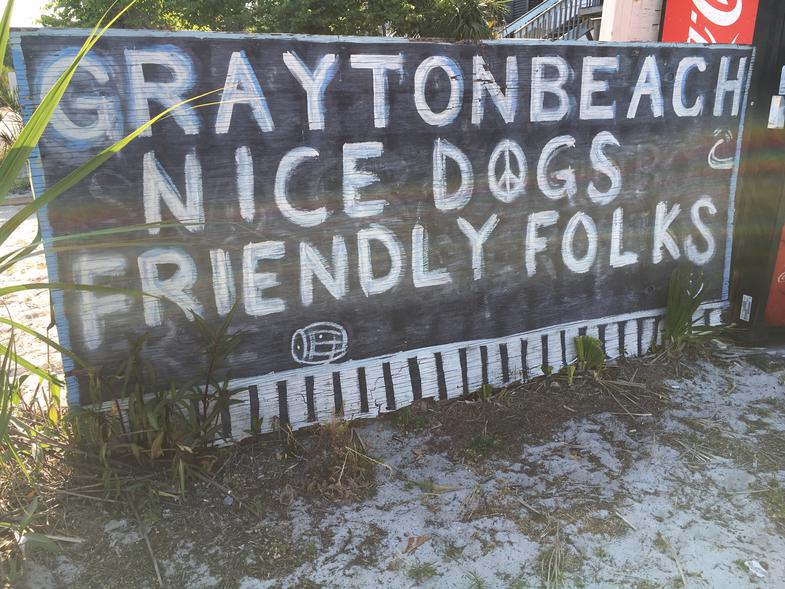 GRAYTONBEACH
NICE DOGS
FRIENDLY FOLKS